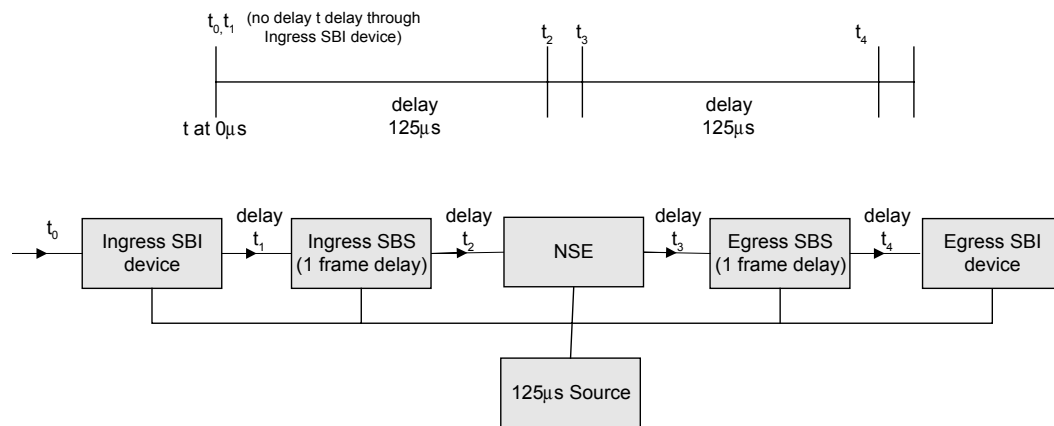 t0,t1 (no delay t delay through
Ingress SBI device)
t2
t3
t4
delay
125μs
delay
125μs
t at 0μs
t0
Ingress SBI
device
delay
t1
Ingress SBS
(1 frame delay)
delay
t2
NSE
delay
t3
Egress SBS
(1 frame delay)
delay
t4
Egress SBI
device
125μs Source